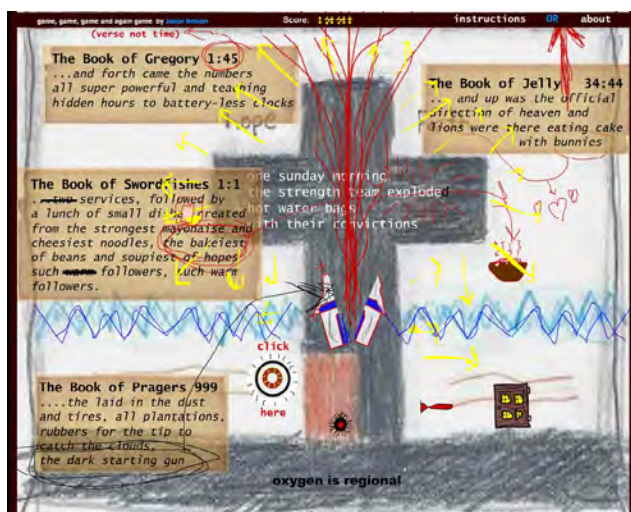 game, game, game and again game by Jason Nelson
Score:
instructions OR about
(verse not time)
The Book of Gregory 1:45
...and forth came the numbers
all super powerful and teaching
hidden hours to battery-less clocks
The Book of Jelly 34:44
... and up was the official
direction of heaven and
lions were there eating cake
with bunnies
hope
one sunday morning
the strength team exploded
hot water bags
with their convictions
The Book of Swordfishes 1:1
...two services, followed by
a lunch of small dishes created
from the strongest mayonaise and
cheesiest noodles, the bakeiest
of beans and soupiest of hopes
such warm followers, such warm
followers.
click
here
The Book of Pragers 999
....the laid in the dust
and tires, all plantations,
rubbers for the tip to
catch the clouds,
the dark starting gun
oxygen is regional